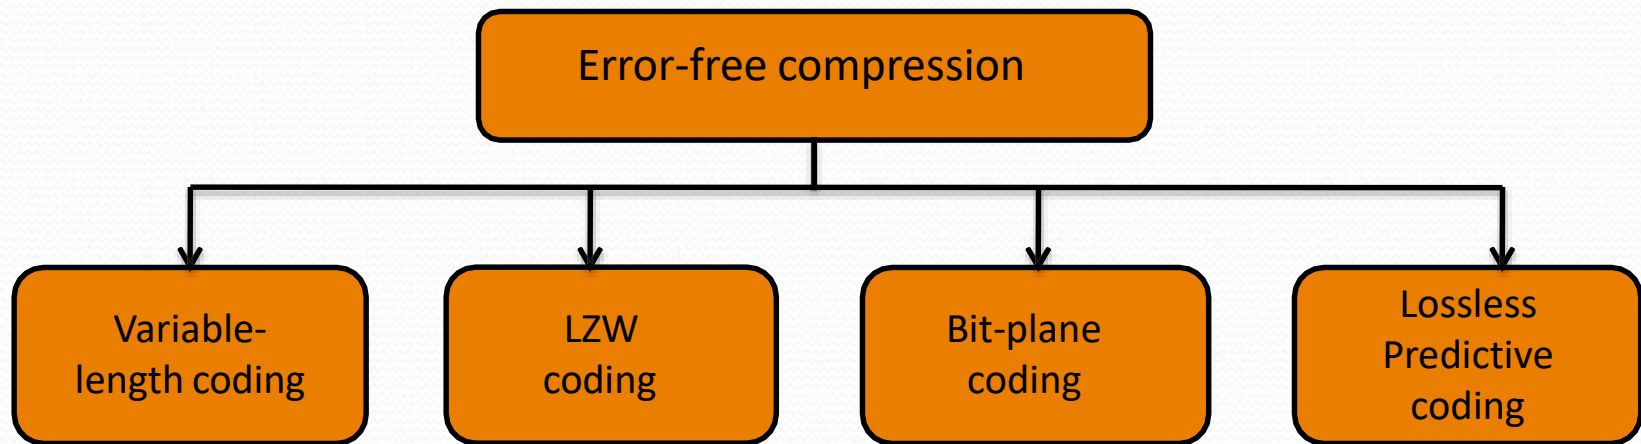 Error-free compression
Variable-
length coding
LZW
coding
Bit-plane
coding
Lossless
Predictive
coding